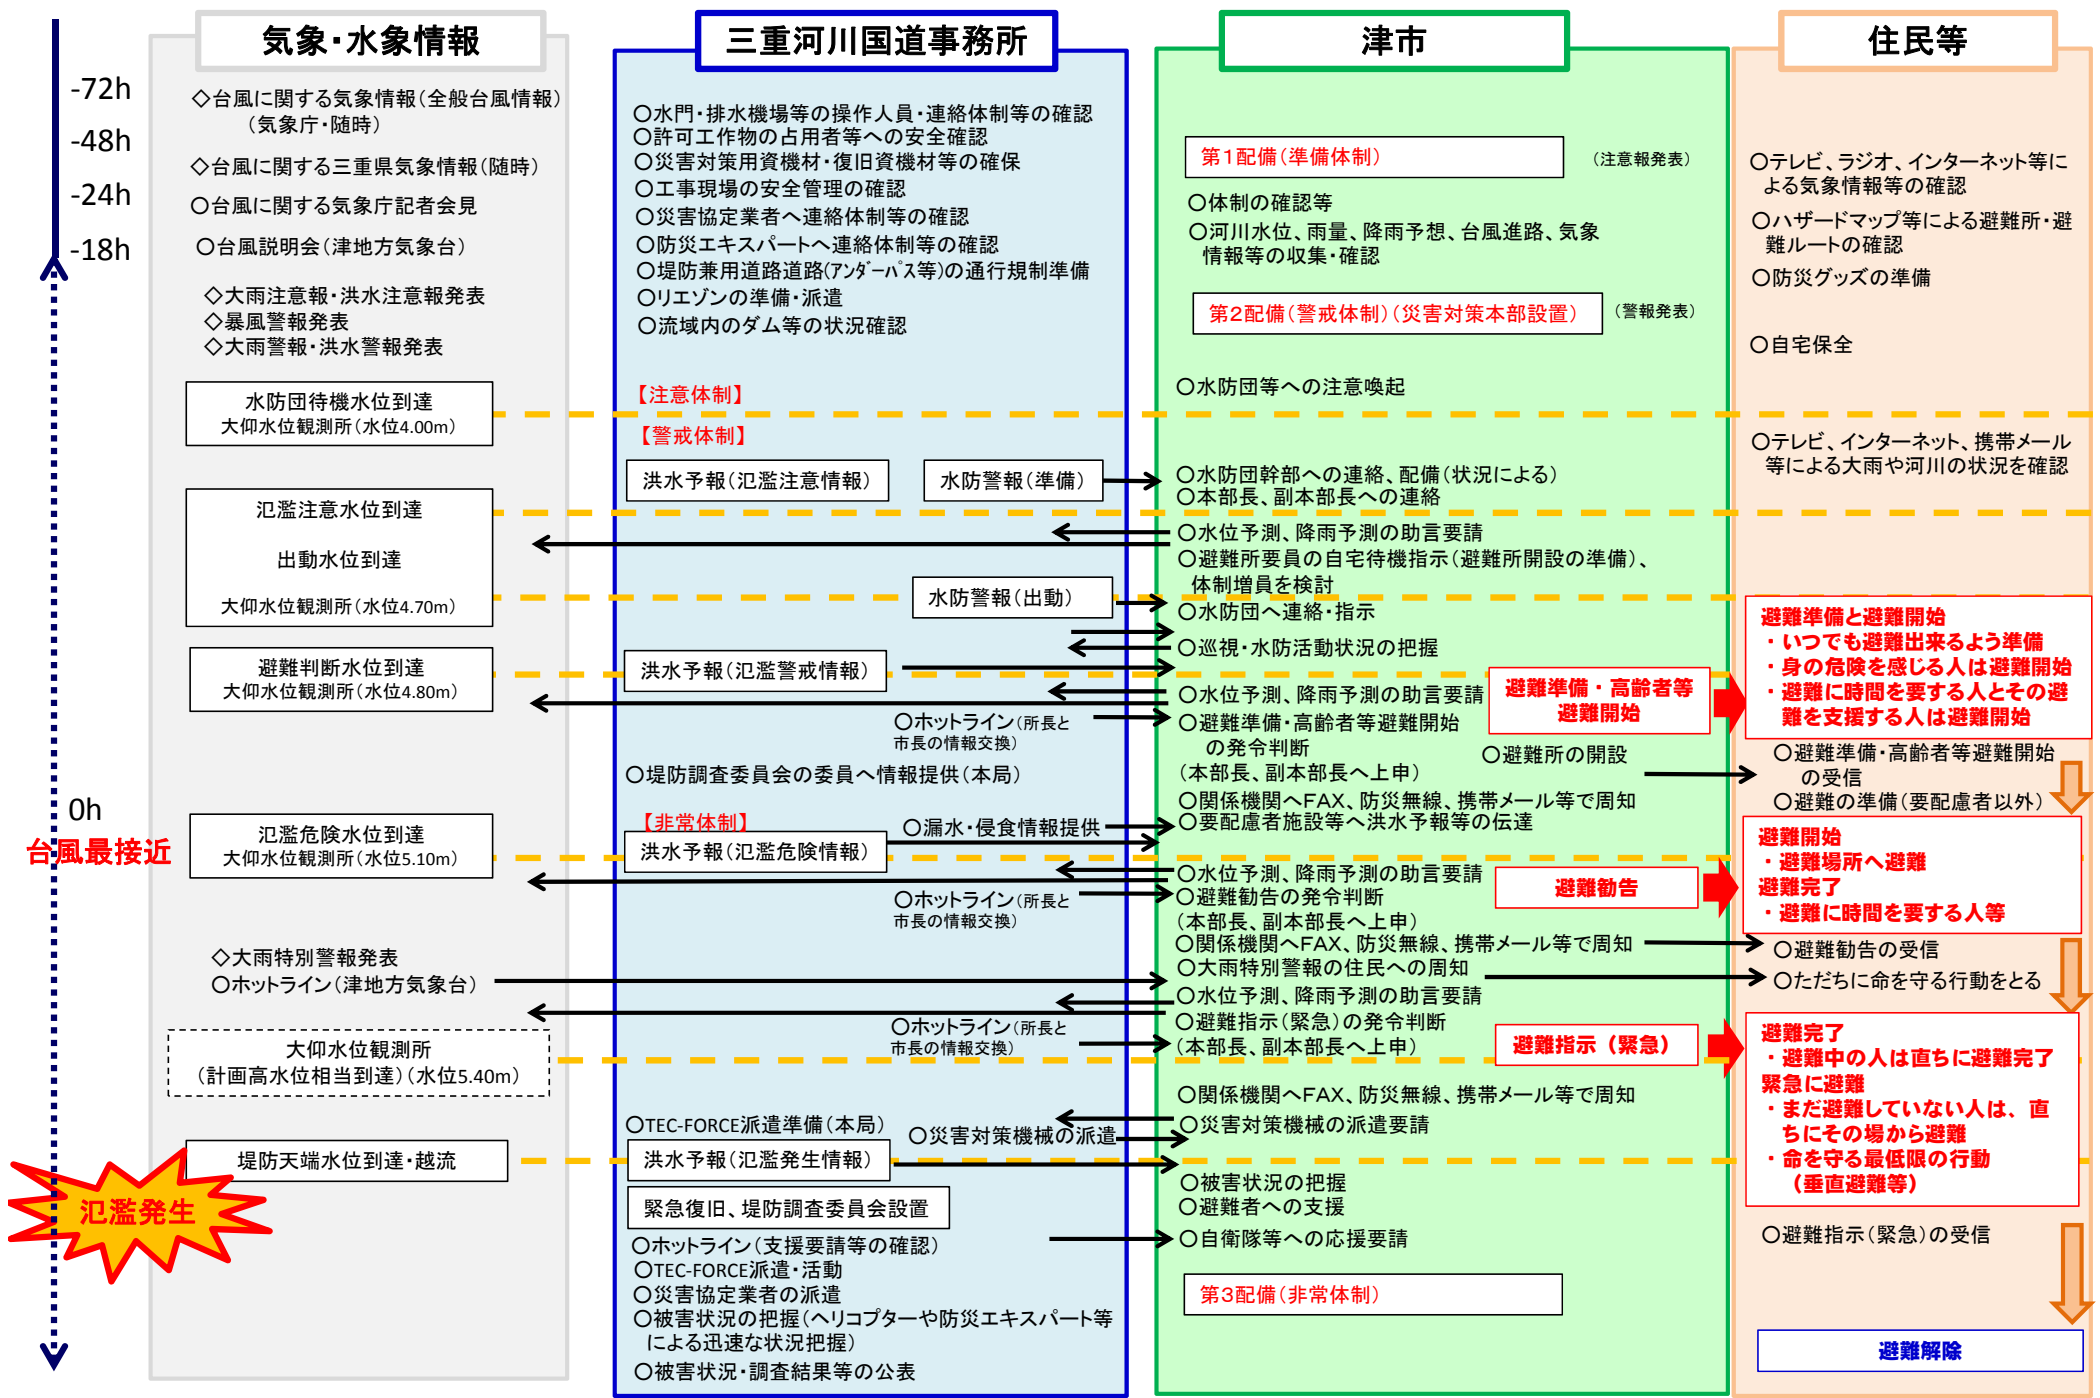 -72h
-48h
-24h
-18h
0h
台風最接近
氾濫発生
気象・水象情報
◇台風に関する気象情報(全般台風情報)
(気象庁・随時)
◇台風に関する三重県気象情報(随時)
○台風に関する気象庁記者会見
○台風説明会(津地方気象台)
◇大雨注意報・洪水注意報発表
◇暴風警報発表
◇大雨警報・洪水警報発表
水防団待機水位到達
大仰水位観測所(水位4.00m)
氾濫注意水位到達
出動水位到達
大仰水位観測所(水位4.70m)
避難判断水位到達
大仰水位観測所(水位4.80m)
氾濫危険水位到達
大仰水位観測所(水位5.10m)
◇大雨特別警報発表
○ホットライン(津地方気象台)
大仰水位観測所
(計画高水位相当到達)(水位5.40m)
堤防天端水位到達・越流
三重河川国道事務所
○水門・排水機場等の操作人員・連絡体制等の確認
○許可工作物の占用者等への安全確認
○災害対策用資機材・復旧資機材等の確保
○工事現場の安全管理の確認
○災害協定業者へ連絡体制等の確認
○防災エキスパートへ連絡体制等の確認
○堤防兼用道路道路(アンダーパス等)の通行規制準備
○リエゾンの準備・派遣
○流域内のダム等の状況確認
【注意体制】
【警戒体制】
洪水予報(氾濫注意情報)
水防警報(準備)
水防警報(出動)
洪水予報(氾濫警戒情報)
○ホットライン(所長と
市長の情報交換)
○堤防調査委員会の委員へ情報提供(本局)
【非常体制】
○漏水・侵食情報提供
洪水予報(氾濫危険情報)
○ホットライン(所長と
市長の情報交換)
○ホットライン(所長と
市長の情報交換)
○TEC-FORCE派遣準備(本局)
○災害対策機械の派遣
洪水予報(氾濫発生情報)
緊急復旧、堤防調査委員会設置
○ホットライン(支援要請等の確認)
○TEC-FORCE派遣・活動
○災害協定業者の派遣
○被害状況の把握(ヘリコプターや防災エキスパート等
による迅速な状況把握)
○被害状況・調査結果等の公表
津市
第1配備(準備体制)
(注意報発表)
○体制の確認等
○河川水位、雨量、降雨予想、台風進路、気象
情報等の収集・確認
第2配備(警戒体制)(災害対策本部設置)
(警報発表)
○水防団等への注意喚起
○水防団幹部への連絡、配備(状況による)
○本部長、副本部長への連絡
○水位予測、降雨予測の助言要請
○避難所要員の自宅待機指示(避難所開設の準備)、
体制増員を検討
○水防団へ連絡・指示
○巡視・水防活動状況の把握
○水位予測、降雨予測の助言要請
避難準備・高齢者等
避難開始
○避難準備・高齢者等避難開始
の発令判断
(本部長、副本部長へ上申)
○避難所の開設
○関係機関へFAX、防災無線、携帯メール等で周知
○要配慮者施設等へ洪水予報等の伝達
○水位予測、降雨予測の助言要請
○避難勧告の発令判断
(本部長、副本部長へ上申)
避難勧告
○関係機関へFAX、防災無線、携帯メール等で周知
○大雨特別警報の住民への周知
○水位予測、降雨予測の助言要請
○避難指示(緊急)の発令判断
(本部長、副本部長へ上申)
避難指示(緊急)
○関係機関へFAX、防災無線、携帯メール等で周知
○災害対策機械の派遣要請
○被害状況の把握
○避難者への支援
○自衛隊等への応援要請
第3配備(非常体制)
住民等
○テレビ、ラジオ、インターネット等に
よる気象情報等の確認
○ハザードマップ等による避難所・避
難ルートの確認
○防災グッズの準備
○自宅保全
○テレビ、インターネット、携帯メール
等による大雨や河川の状況を確認
避難準備と避難開始
・いつでも避難出来るよう準備
・身の危険を感じる人は避難開始
・避難に時間を要する人とその避
難を支援する人は避難開始
○避難準備・高齢者等避難開始
の受信
○避難の準備(要配慮者以外)
避難開始
・避難場所へ避難
避難完了
・避難に時間を要する人等
○避難勧告の受信
○ただちに命を守る行動をとる
避難完了
・避難中の人は直ちに避難完了
緊急に避難
・まだ避難していない人は、直
ちにその場から避難
・命を守る最低限の行動
(垂直避難等)
○避難指示(緊急)の受信
避難解除